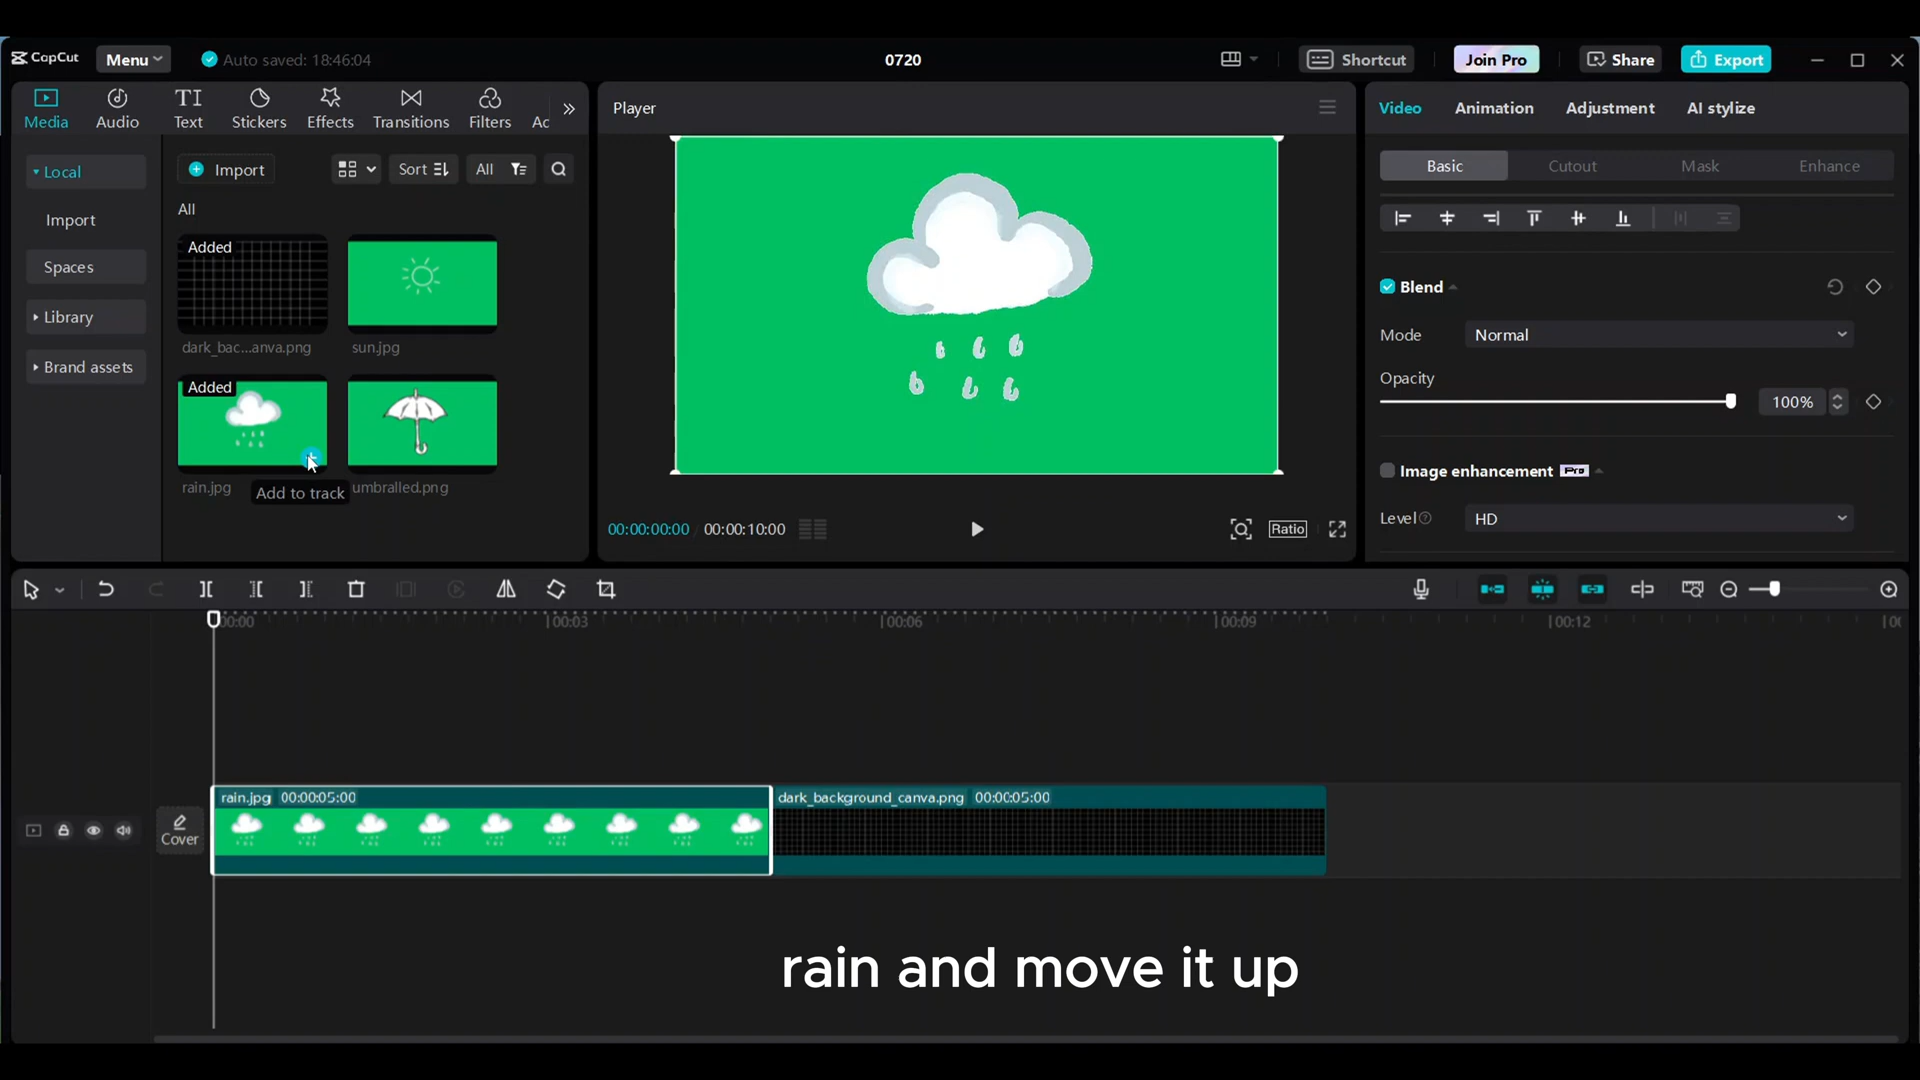 CapCut
Menu
Auto saved: 18:46:04
0720
Shortcut
Join Pro
Share
Export
Media
Audio
TI
Text
Stickers
Effects
Transitions
Filters
Ac
Player
Video
Animation
Adjustment
AI stylize
Local
Import
Spaces
Library
Brand assets
Import
Sort
All
All
Added
dark_bac...anva.png
sun.jpg
Added
rain.jpg
Add to track
umbralled.png
00:00:00:00
00:00:10:00
Ratio
Basic
Cutout
Mask
Enhance
Blend
Mode
Normal
Opacity
100%
Image enhancement
Pro
Level
HD
00:00
00:03
00:06
00:09
00:12
Cover
rain.jpg 00:00:05:00
dark_background_canva.png 00:00:05:00
rain and move it up